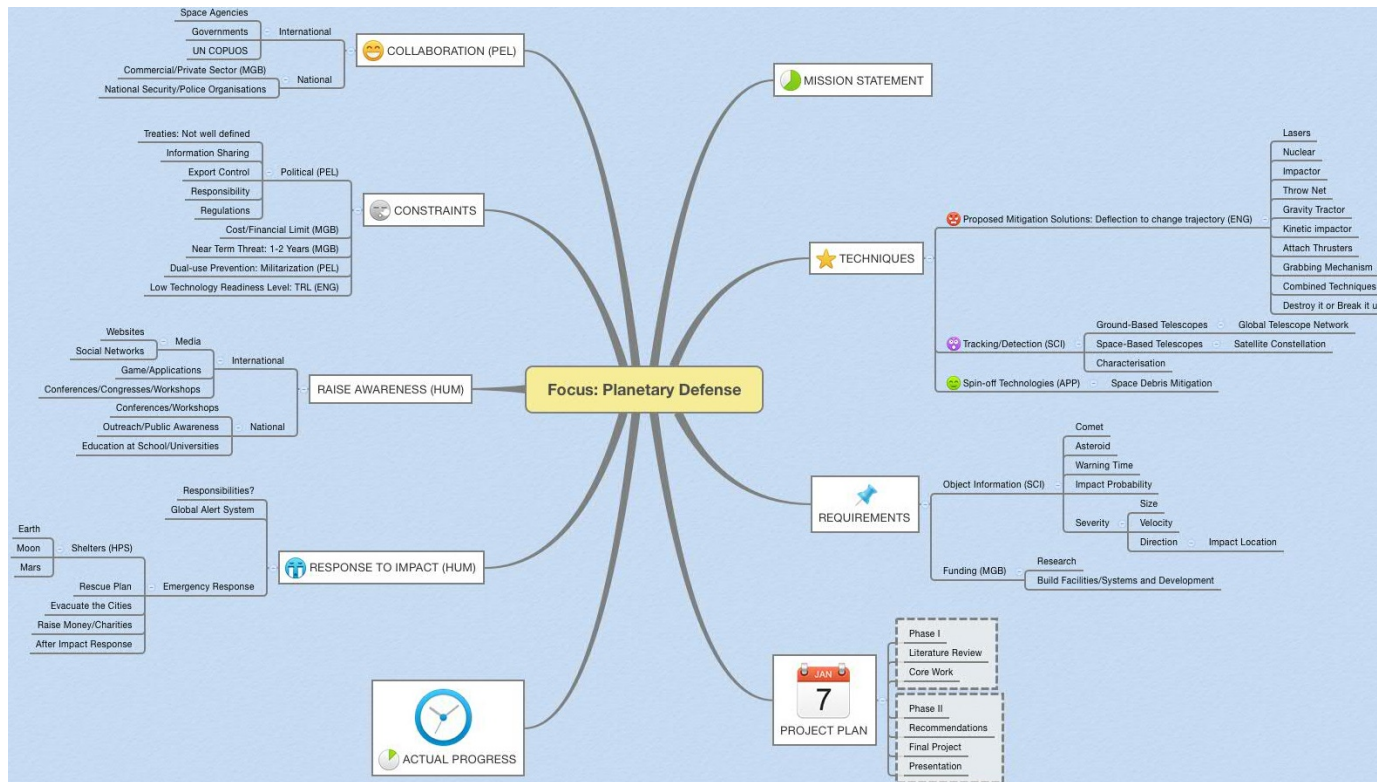 Focus: Planetary Defense
COLLABORATION (PEL)
International
Space Agencies
Governments
UN COPUOS
National
Commercial/Private Sector (MGB)
National Security/Police Organisations
CONSTRAINTS
Political (PEL)
Treaties: Not well defined
Information Sharing
Export Control
Responsibility
Regulations
Cost/Financial Limit (MGB)
Near Term Threat: 1-2 Years (MGB)
Dual-use Prevention: Militarization (PEL)
Low Technology Readiness Level: TRL (ENG)
RAISE AWARENESS (HUM)
International
Media
Websites
Social Networks
Game/Applications
Conferences/Congresses/Workshops
National
Conferences/Workshops
Outreach/Public Awareness
Education at School/Universities
RESPONSE TO IMPACT (HUM)
Responsibilities?
Global Alert System
Emergency Response
Shelters (HPS)
Earth
Moon
Mars
Rescue Plan
Evacuate the Cities
Raise Money/Charities
After Impact Response
ACTUAL PROGRESS
MISSION STATEMENT
TECHNIQUES
Proposed Mitigation Solutions: Deflection to change trajectory (ENG)
Lasers
Nuclear
Impactor
Throw Net
Gravity Tractor
Kinetic impactor
Attach Thrusters
Grabbing Mechanism
Combined Techniques
Destroy it or Break it u
Tracking/Detection (SCI)
Ground-Based Telescopes
Global Telescope Network
Space-Based Telescopes
Satellite Constellation
Characterisation
Spin-off Technologies (APP)
Space Debris Mitigation
REQUIREMENTS
Object Information (SCI)
Comet
Asteroid
Warning Time
Impact Probability
Severity
Size
Velocity
Direction
Impact Location
Funding (MGB)
Research
Build Facilities/Systems and Development
JAN
7
PROJECT PLAN
Phase I
Literature Review
Core Work
Phase II
Recommendations
Final Project
Presentation